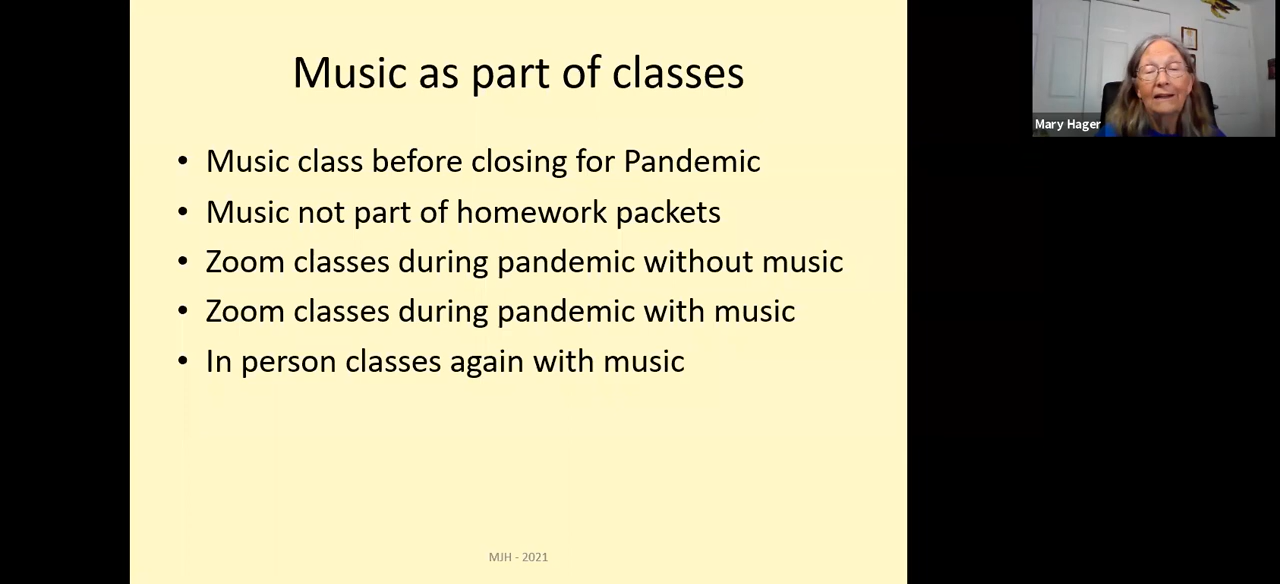 Music as part of classes
• Music class before closing for Pandemic
• Music not part of homework packets
• Zoom classes during pandemic without music
• Zoom classes during pandemic with music
• In person classes again with music
MJH - 2021
Mary Hager